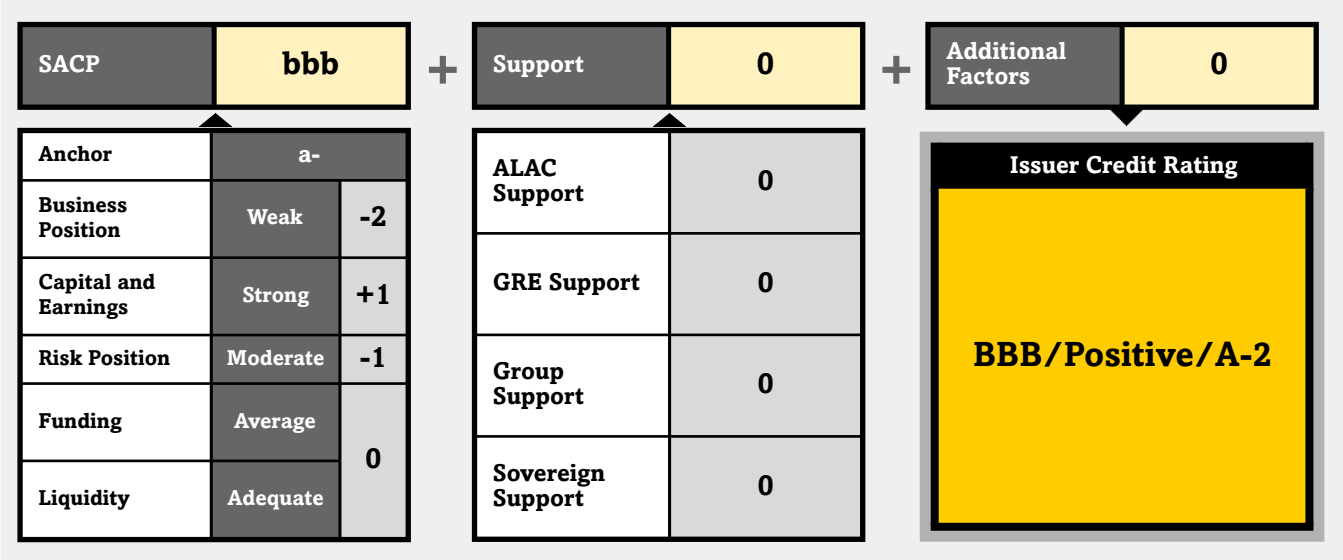 SACP
bbb
+
Support
0
+
Additional
Factors
0
Anchor
a-
Business
Position
Weak
-2
Capital and
Earnings
Strong
+1
Risk Position
Moderate
-1
Funding
Average
Liquidity
Adequate
0
ALAC
Support
0
GRE Support
0
Group
Support
0
Sovereign
Support
0
Issuer Credit Rating
BBB/Positive/A-2